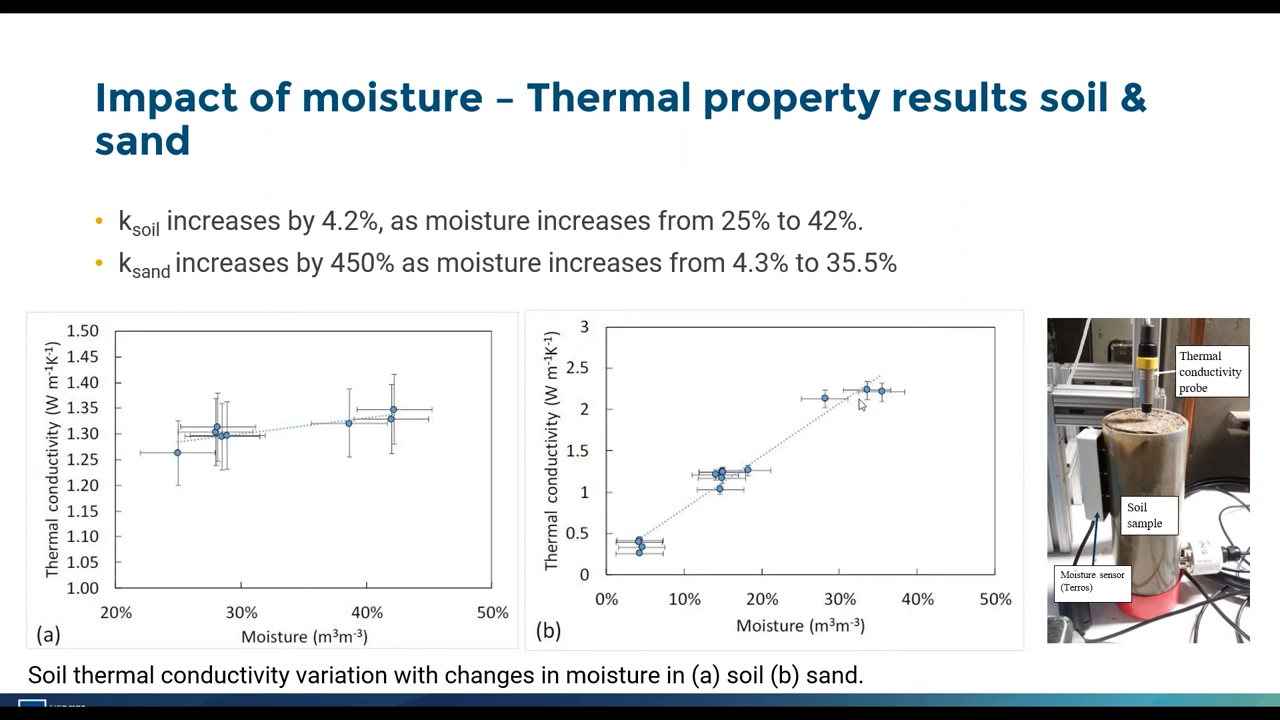 Impact of moisture – Thermal property results soil &
sand
• ksoil increases by 4.2%, as moisture increases from 25% to 42%.
• ksand increases by 450% as moisture increases from 4.3% to 35.5%
Thermal conductivity (W m-1K-1)
1.50
1.45
1.40
1.35
1.30
1.25
1.20
1.15
1.10
1.05
1.00
20%
30%
40%
50%
Moisture (m3m-3)
(a)
Thermal conductivity (W m-1K-1)
3
2.5
2
1.5
1
0.5
0
0%
10%
20%
30%
40%
50%
Moisture (m3m-3)
(b)
Thermal
conductivity
probe
Soil
sample
Moisture sensor
(Terros)
Soil thermal conductivity variation with changes in moisture in (a) soil (b) sand.